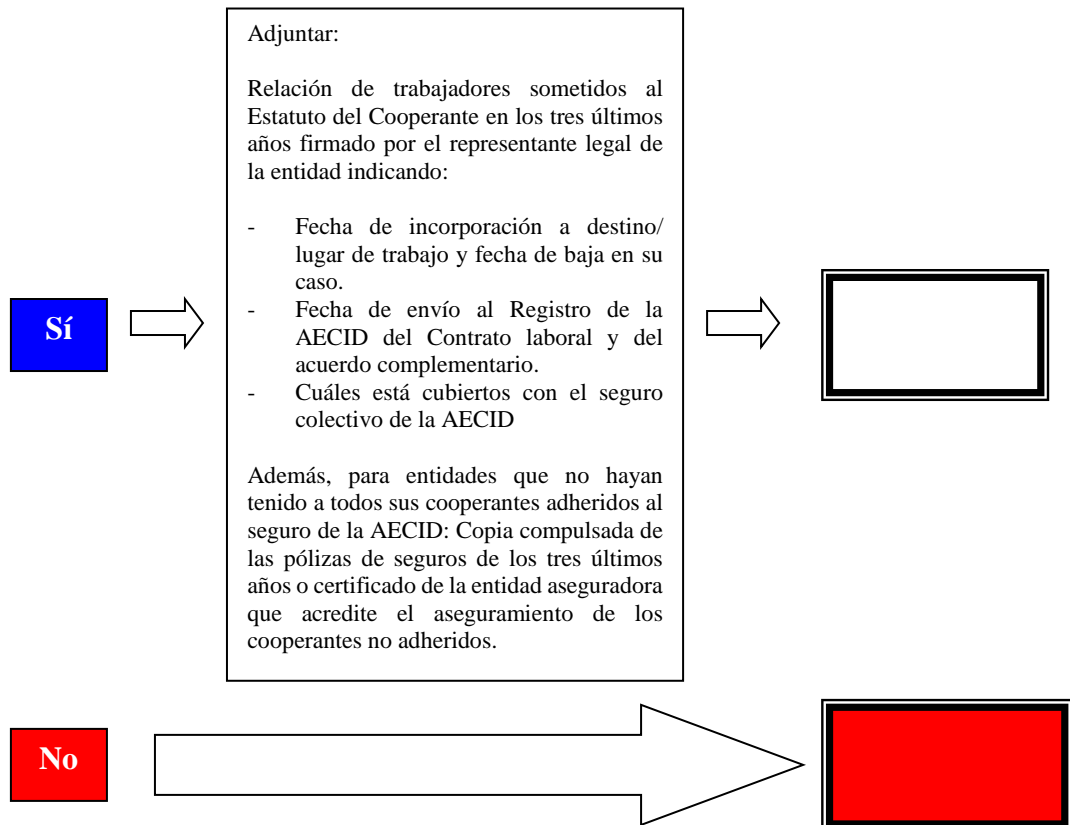 Adjuntar:
Relación de trabajadores sometidos al
Estatuto del Cooperante en los tres últimos
años firmado por el representante legal de
la entidad indicando:
- Fecha de incorporación a destino/
lugar de trabajo y fecha de baja en su
caso.
- Fecha de envío al Registro de la
AECID del Contrato laboral y del
acuerdo complementario.
- Cuáles está cubiertos con el seguro
colectivo de la AECID
Además, para entidades que no hayan
tenido a todos sus cooperantes adheridos al
seguro de la AECID: Copia compulsada de
las pólizas de seguros de los tres últimos
años o certificado de la entidad aseguradora
que acredite el aseguramiento de los
cooperantes no adheridos.
Sí
No